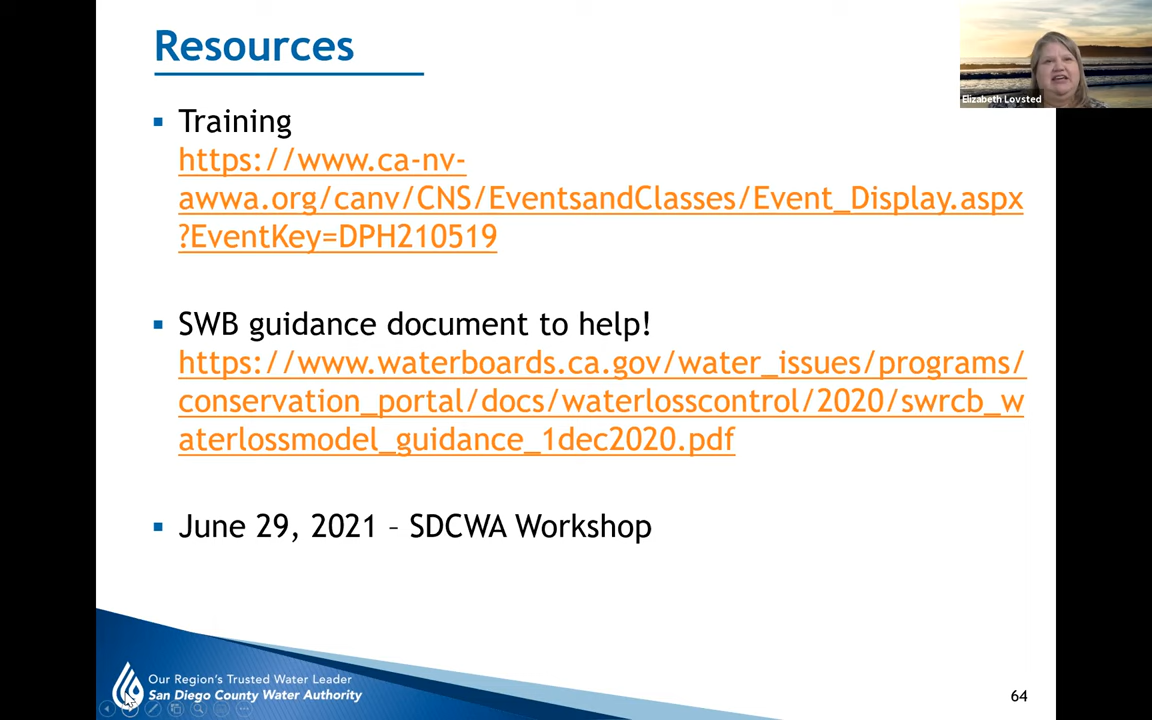 Resources
Elizabeth Lovsted
Training
https://www.ca-nv-
awwa.org/canv/CNS/EventsandClasses/Event_Display.aspx
?EventKey=DPH210519
SWB guidance document to help!
https://www.waterboards.ca.gov/water_issues/programs/
conservation_portal/docs/waterlosscontrol/2020/swrcb_w
aterlossmodel_guidance_1dec2020.pdf
June 29, 2021 – SDCWA Workshop
Our Region's Trusted Water Leader
San Diego County Water Authority
64